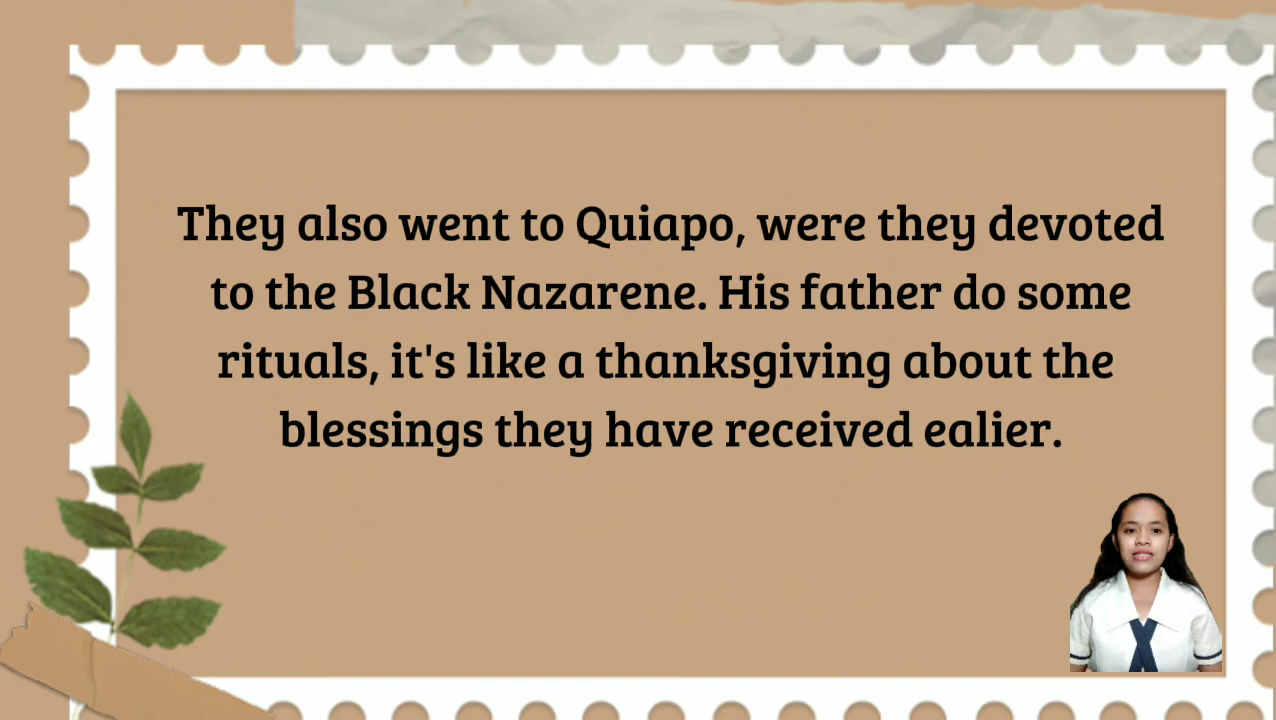 They also went to Quiapo, were they devoted
to the Black Nazarene. His father do some
rituals, it's like a thanksgiving about the
blessings they have received ealier.